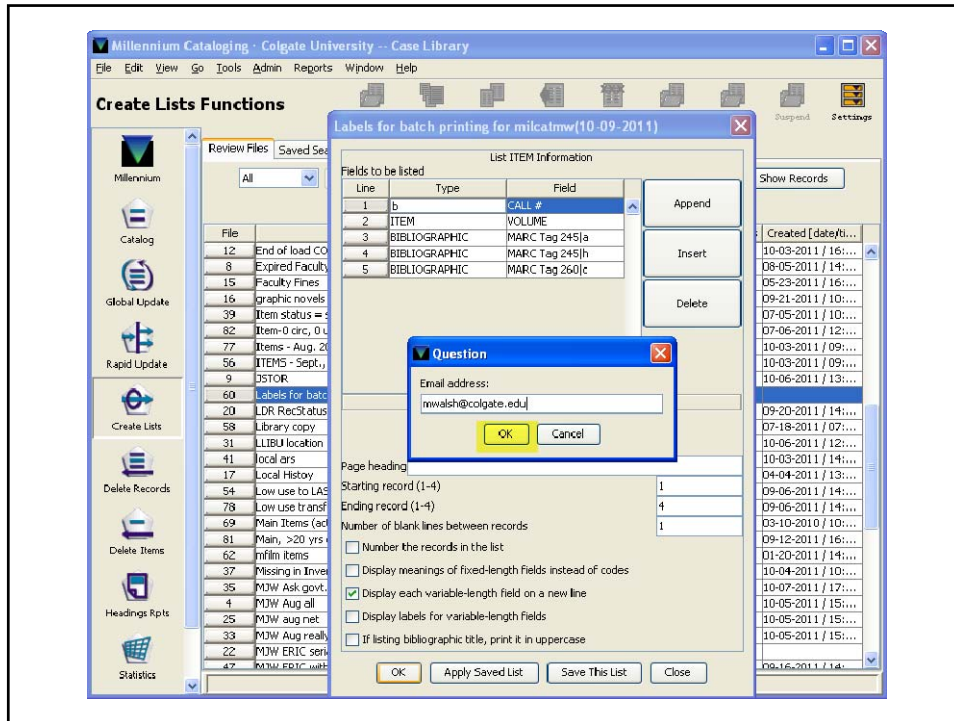 Millennium Cataloging · Colgate University -- Case Library
File Edit View Go Tools Admin Reports Window Help
Create Lists Functions
Suspend Settings
Labels for batch printing for milcatmw(10-09-2011)
Review Files Saved Sea
All
Show Records
List ITEM Information
Fields to be listed
Line Type Field
1 b CALL #
2 ITEM VOLUME
3 BIBLIOGRAPHIC MARC Tag 245|a
4 BIBLIOGRAPHIC MARC Tag 245|h
5 BIBLIOGRAPHIC MARC Tag 260|c
Append
Insert
Delete
Question
Email address:
mwalsh@colgate.edu
OK Cancel
Page heading
Starting record (1-4) 1
Ending record (1-4) 4
Number of blank lines between records 1
Number the records in the list
Display meanings of fixed-length fields instead of codes
Display each variable-length field on a new line
Display labels for variable-length fields
If listing bibliographic title, print it in uppercase
OK Apply Saved List Save This List Close
Millennium
Catalog
Global Update
Rapid Update
Create Lists
Delete Records
Delete Items
Headings Rpts
Statistics
File Created [date/ti...
12 End of load CO 10-03-2011 / 16:...
8 Expired Faculty 08-05-2011 / 14:...
15 Faculty Fines 05-23-2011 / 16:...
16 graphic novels 09-21-2011 / 10:...
39 Item status = s 07-05-2011 / 10:...
82 Item-0 circ, 0 u 07-06-2011 / 12:...
77 Items - Aug. 20 10-03-2011 / 09:...
56 ITEMS - Sept., 10-03-2011 / 09:...
9 JSTOR 10-06-2011 / 13:...
60 Labels for batc
20 LDR RecStatus 09-20-2011 / 14:...
58 Library copy 07-18-2011 / 07:...
31 LLIBU location 10-06-2011 / 12:...
41 local ars 10-03-2011 / 14:...
17 Local Histoy 04-04-2011 / 13:...
54 Low use to LAS 09-06-2011 / 14:...
78 Low use transf 09-06-2011 / 14:...
69 Main Items (ac 03-10-2010 / 10:...
81 Main, >20 yrs 09-12-2011 / 16:...
62 mfilm items 01-20-2011 / 14:...
37 Missing in Inve 10-04-2011 / 10:...
35 MJW Ask govt. 10-07-2011 / 17:...
4 MJW Aug all 10-05-2011 / 15:...
25 MJW aug net 10-05-2011 / 15:...
33 MJW Aug really 10-05-2011 / 15:...
22 MJW ERIC seri
47 MJW ERIC with 09-16-2011 / 14: